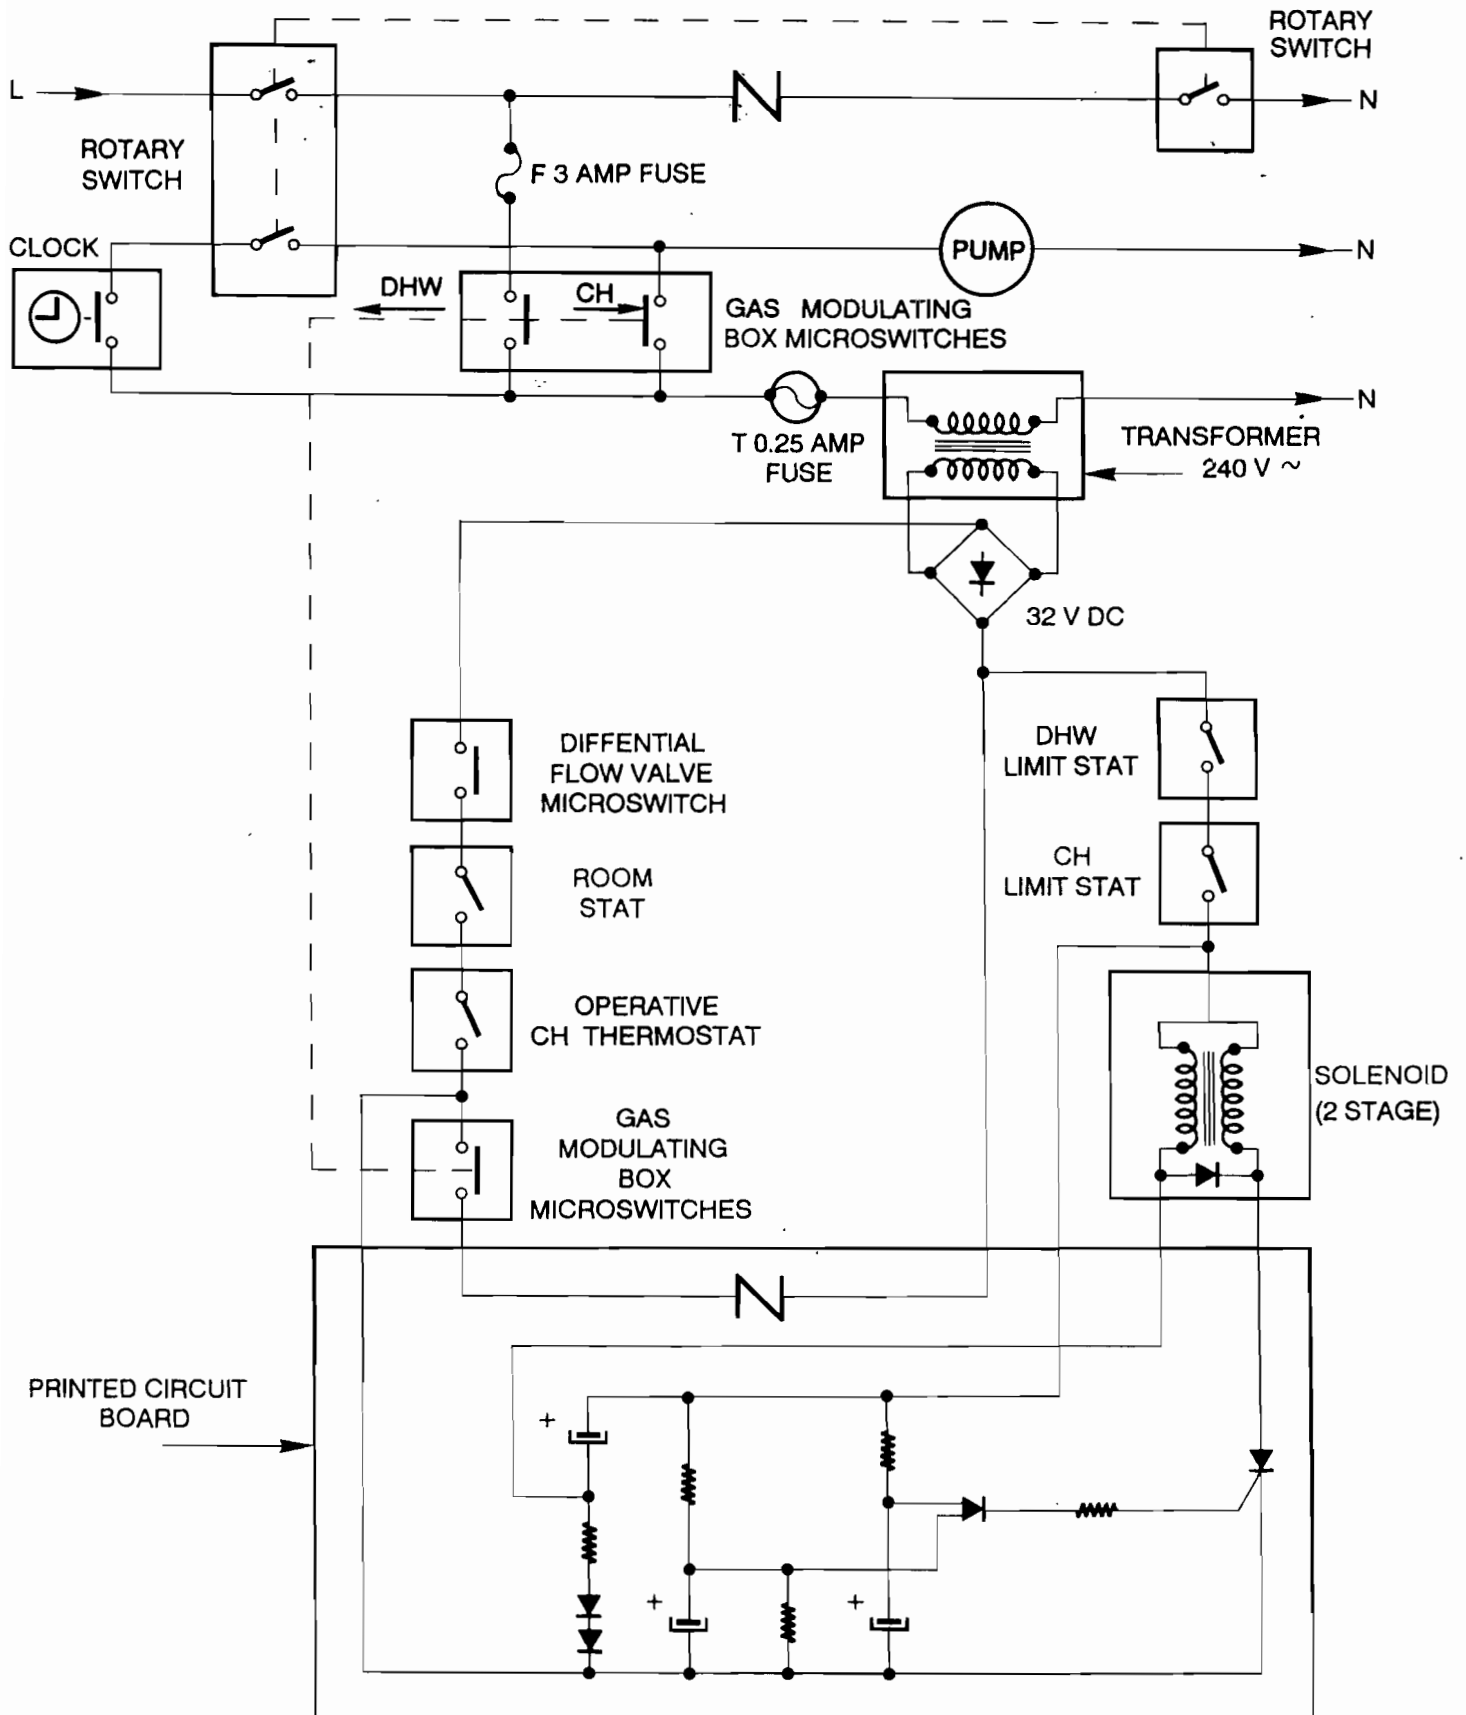 ROTARY
SWITCH
L
N
ROTARY
SWITCH
F 3 AMP FUSE
CLOCK
PUMP
N
DHW
CH
GAS MODULATING
BOX MICROSWITCHES
N
T 0.25 AMP
FUSE
TRANSFORMER
240 V ~
32 V DC
DIFFENTIAL
FLOW VALVE
MICROSWITCH
DHW
LIMIT STAT
ROOM
STAT
CH
LIMIT STAT
OPERATIVE
CH THERMOSTAT
SOLENOID
(2 STAGE)
GAS
MODULATING
BOX
MICROSWITCHES
PRINTED CIRCUIT
BOARD
+
+
+